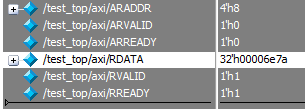 /test_top/axi/ARADDR 4'h8
/test_top/axi/ARVALID 1'h0
/test_top/axi/ARREADY 1'h0
/test_top/axi/RDATA 32'h00006e7a
/test_top/axi/RVALID 1'h1
/test_top/axi/RREADY 1'h1